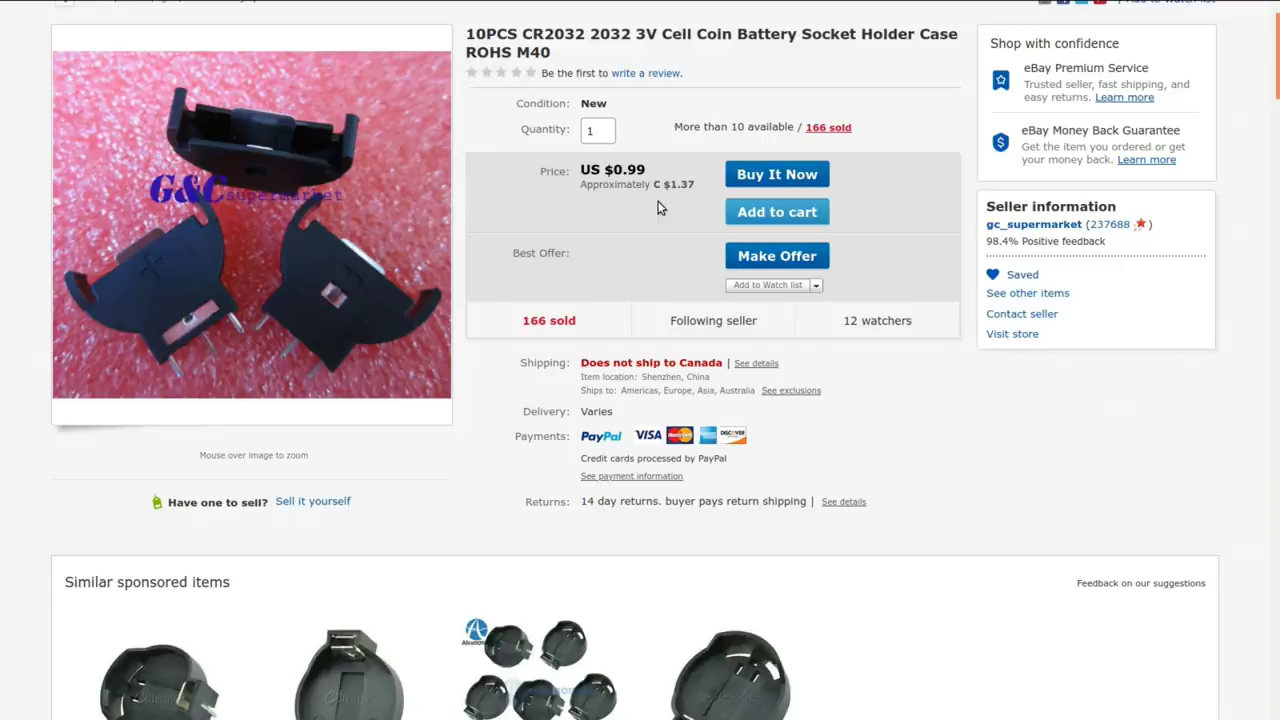 10PCS CR2032 2032 3V Cell Coin Battery Socket Holder Case
ROHS M40
Be the first to write a review.
Condition: New
Quantity: 1
More than 10 available / 166 sold
Price: US $0.99
Approximately C $1.37
Buy It Now
Add to cart
Best Offer:
Make Offer
Add to Watch list
166 sold
Following seller
12 watchers
Shipping: Does not ship to Canada | See details
Item location: Shenzhen, China
Ships to: Americas, Europe, Asia, Australia See exclusions
Delivery: Varies
Payments: PayPal VISA MasterCard DISCOVER
Credit cards processed by PayPal
See payment information
Returns: 14 day returns. buyer pays return shipping | See details
G&C supermarket
Mouse over image to zoom
Have one to sell? Sell it yourself
Shop with confidence
eBay Premium Service
Trusted seller, fast shipping, and
easy returns. Learn more
eBay Money Back Guarantee
Get the item you ordered or get
your money back. Learn more
Seller information
gc_supermarket (237688)
98.4% Positive feedback
Saved
See other items
Contact seller
Visit store
Similar sponsored items
Feedback on our suggestions